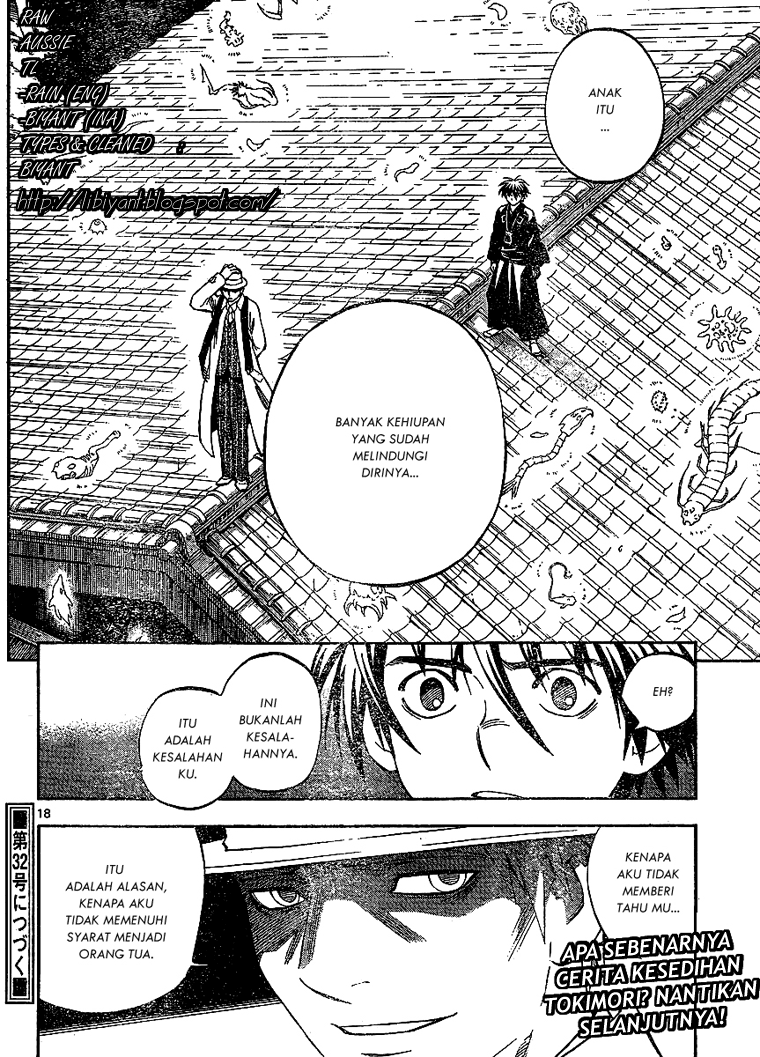 RAW
AUSSIE
TL
-RAIN (ENG)
-BIYANT (INA)
TYPES & CLEANED
BIYANT
http://litbiyant.blogspot.com/
ANAK
ITU
...
BANYAK KEHIUPAN
YANG SUDAH
MELINDUNGI
DIRINYA...
EH?
INI
BUKANLAH
KESALA-
HANNYA.
ITU
ADALAH
KESALAHAN
KU.
18
KENAPA
AKU TIDAK
MEMBERI
TAHU MU...
ITU
ADALAH ALASAN,
KENAPA AKU
TIDAK MEMENUHI
SYARAT MENJADI
ORANG TUA.
第32号につづく
APA SEBENARNYA
CERITA KESEDIHAN
TOKIMORI? NANTIKAN
SELANJUTNYA!